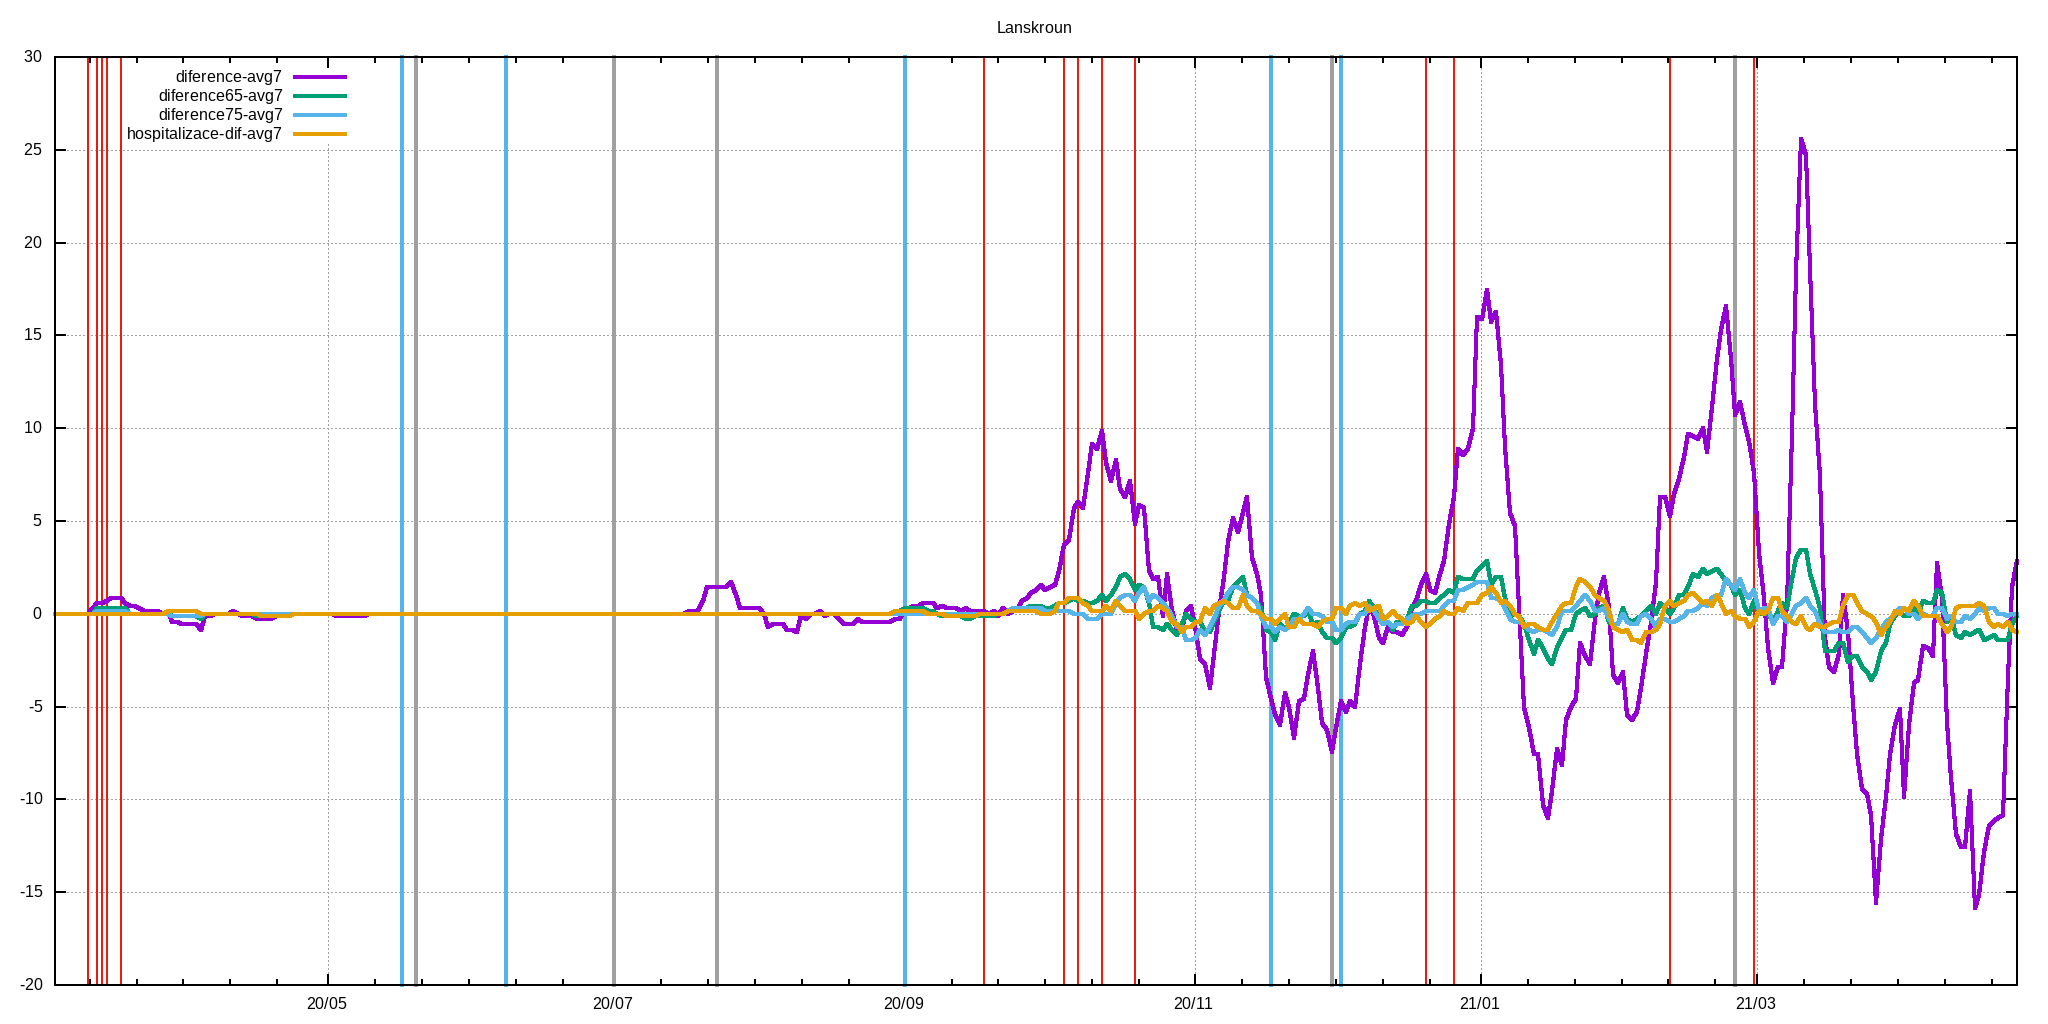 Lanskroun
30
25
20
15
10
5
0
-5
-10
-15
-20
diference-avg7
diference65-avg7
diference75-avg7
hospitalizace-dif-avg7
20/05 20/07 20/09 20/11 21/01 21/03